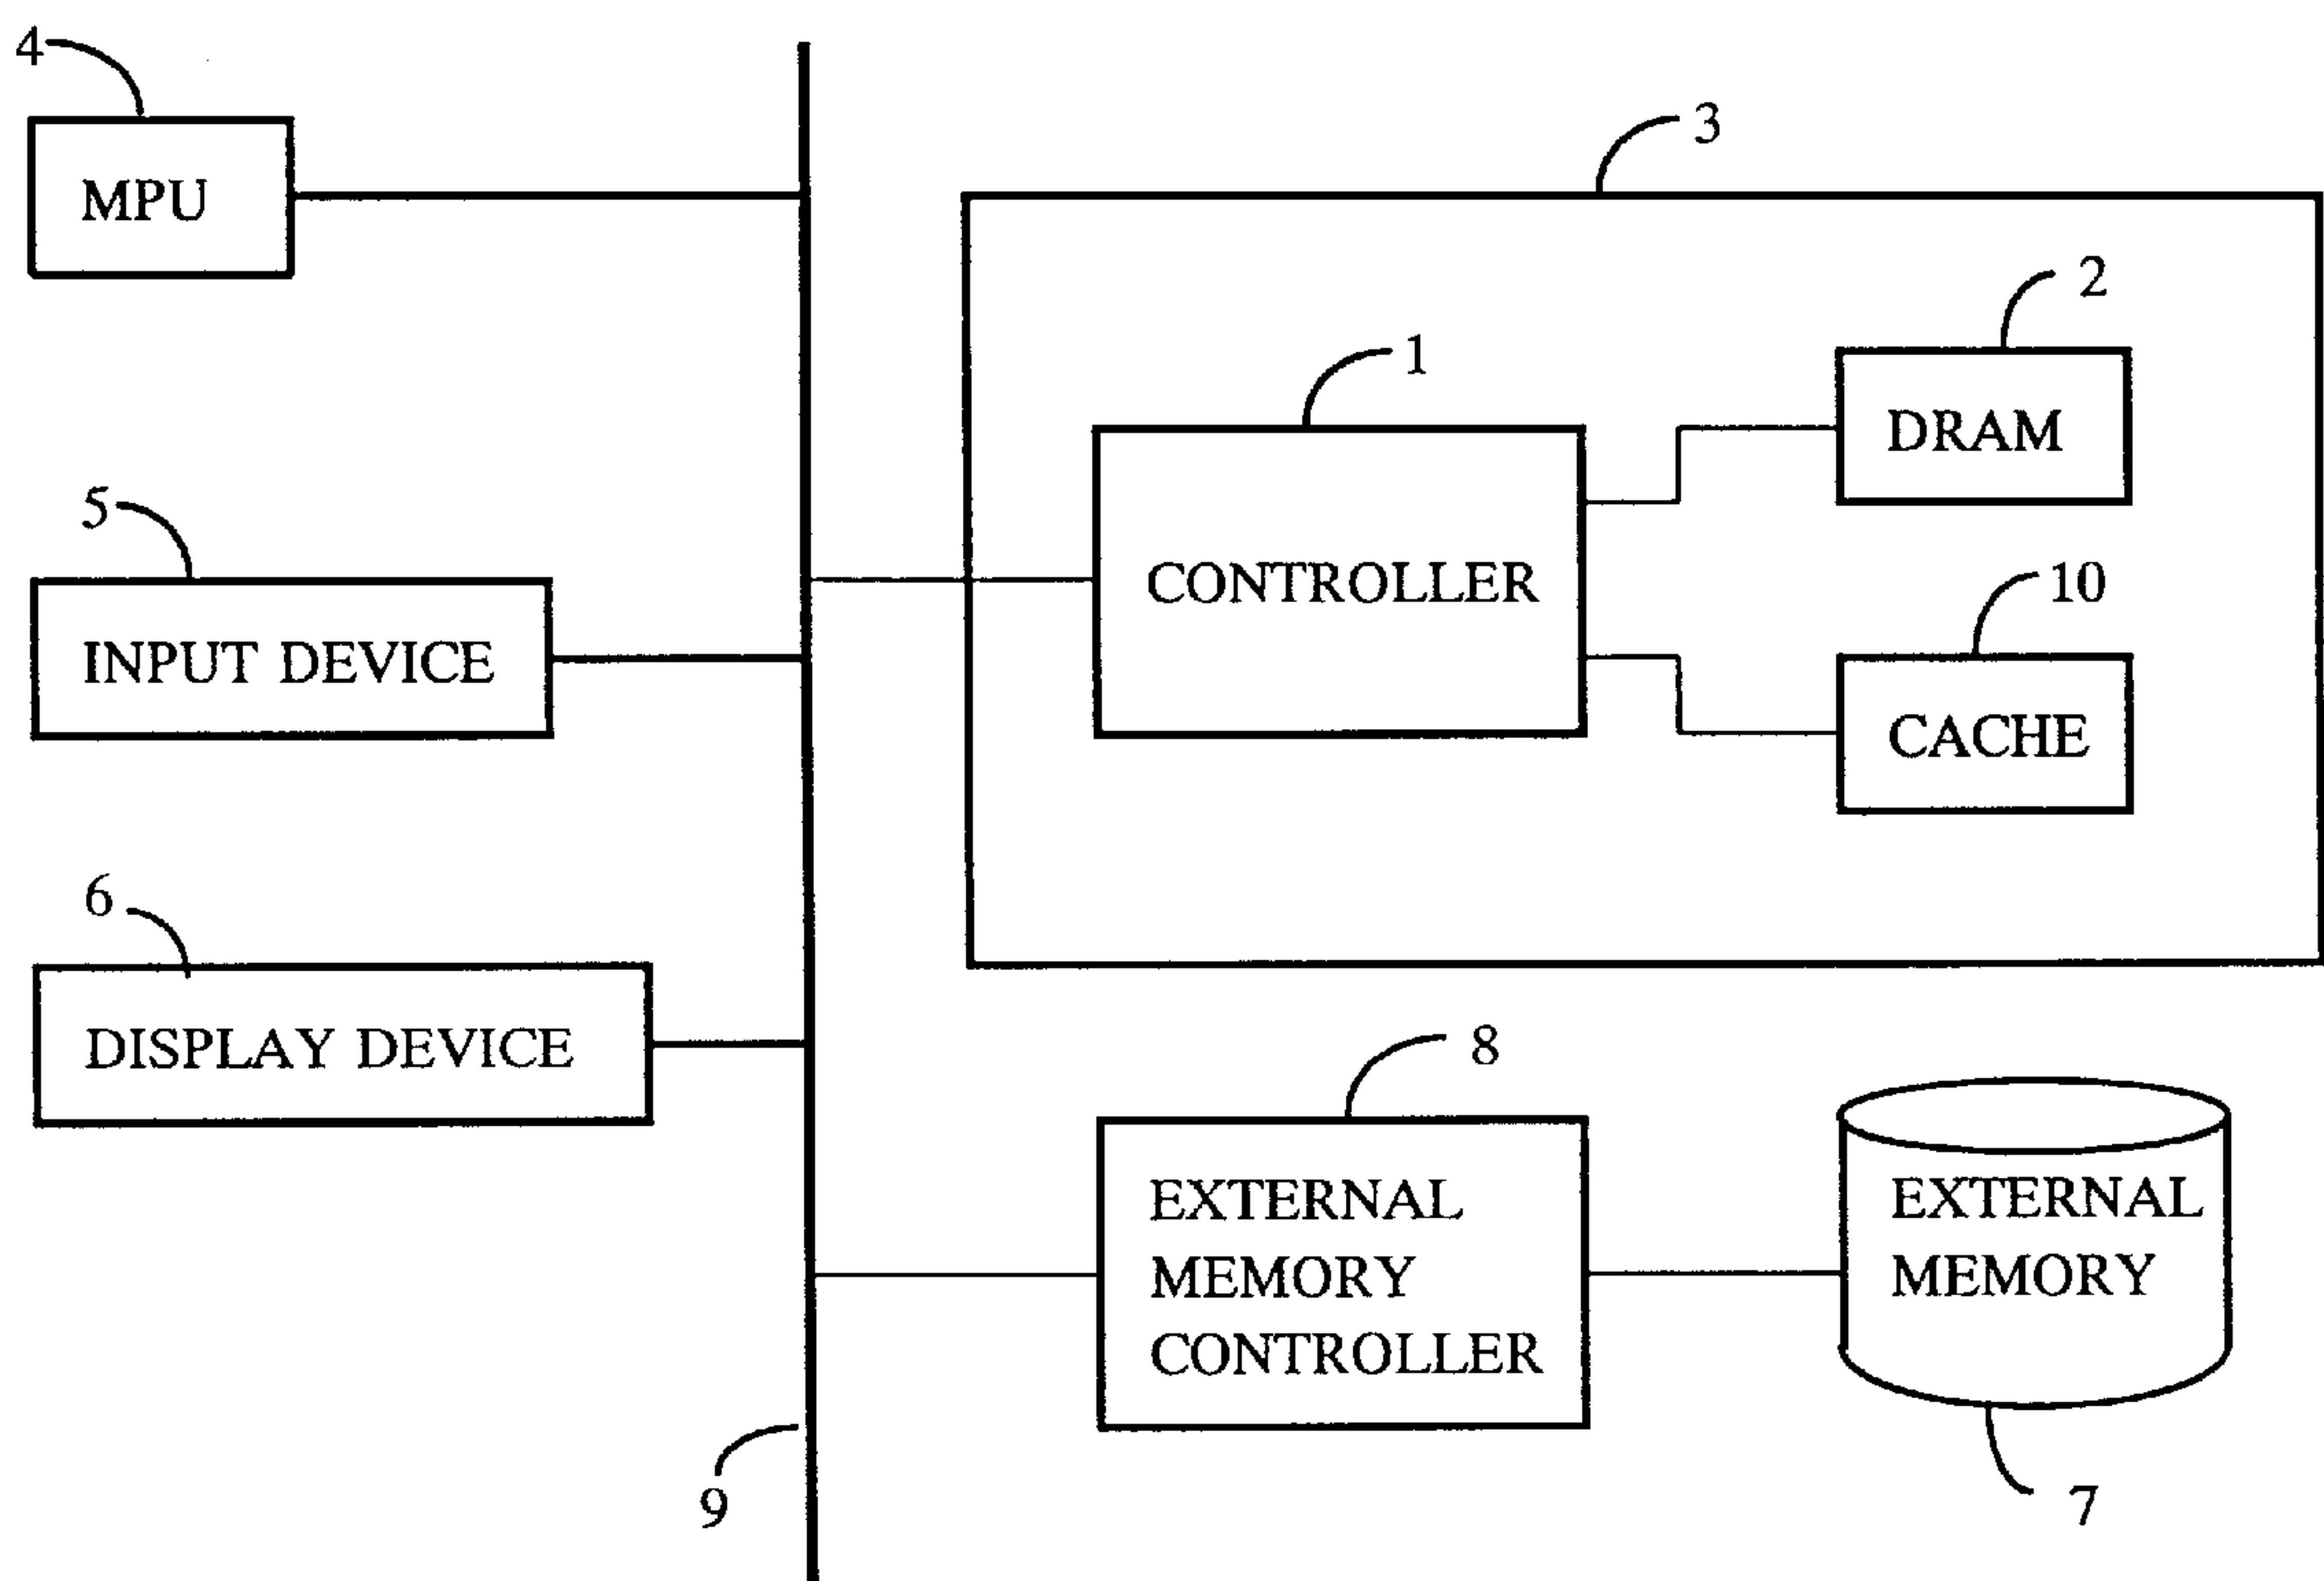 4
MPU
3
2
DRAM
1
CONTROLLER
10
CACHE
5
INPUT DEVICE
6
DISPLAY DEVICE
8
EXTERNAL
MEMORY
CONTROLLER
EXTERNAL
MEMORY
9
7